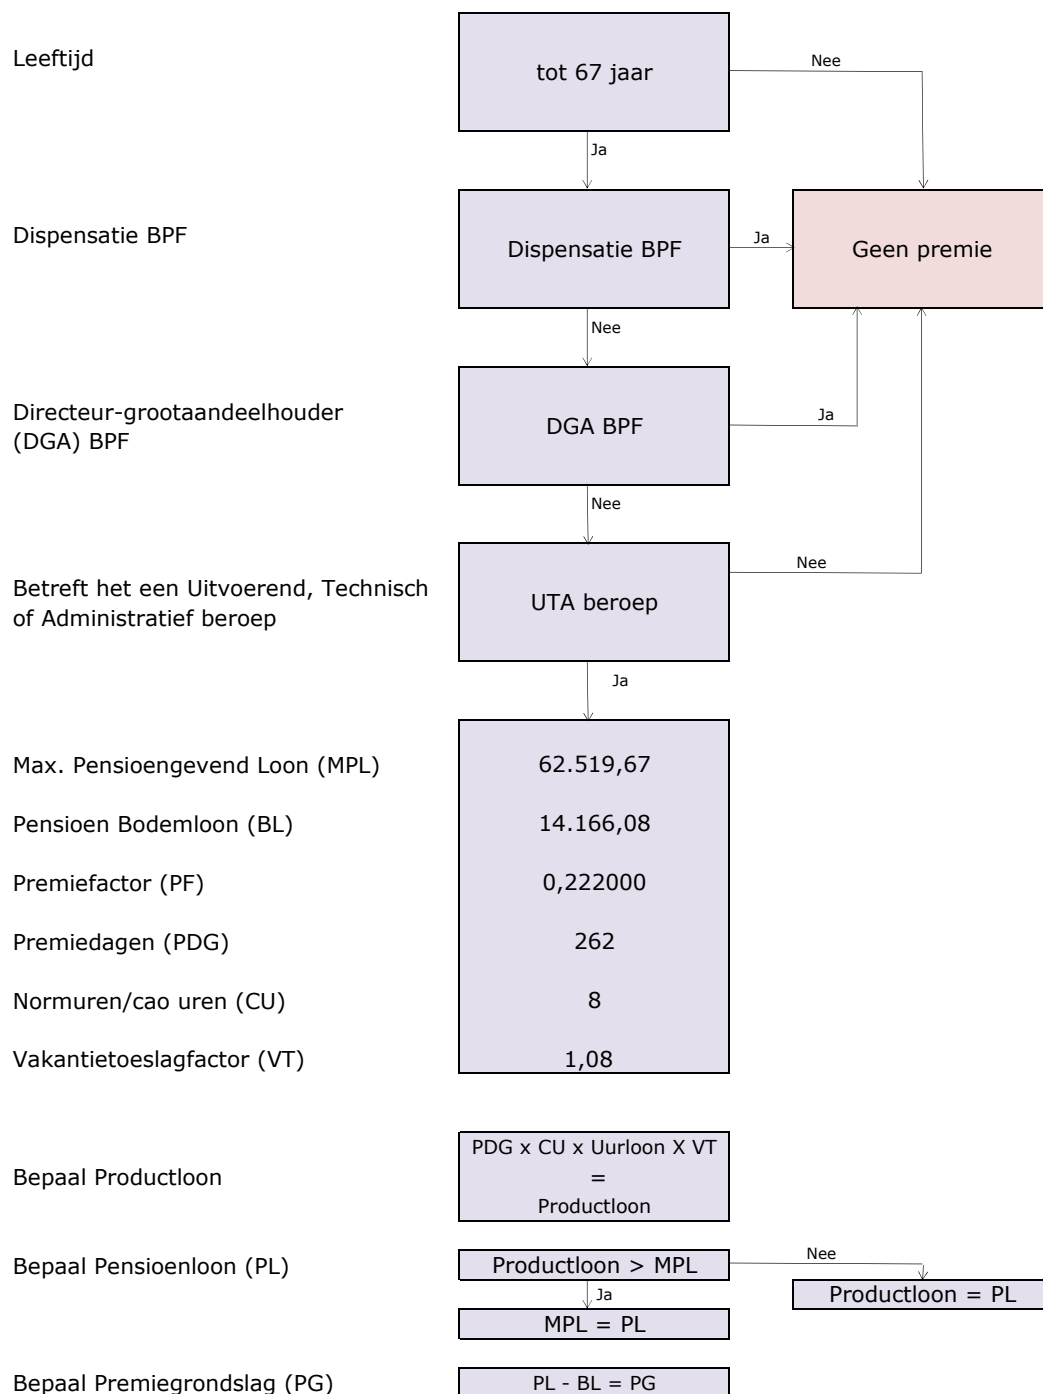 Leeftijd
tot 67 jaar
Nee
Ja
Dispensatie BPF
Dispensatie BPF
Ja
Geen premie
Nee
Directeur-grootaandeelhouder
(DGA) BPF
DGA BPF
Ja
Nee
Betreft het een Uitvoerend, Technisch
of Administratief beroep
UTA beroep
Nee
Ja
Max. Pensioengevend Loon (MPL)
62.519,67
Pensioen Bodemloon (BL)
14.166,08
Premiefactor (PF)
0,222000
Premiedagen (PDG)
262
Normuren/cao uren (CU)
8
Vakantietoeslagfactor (VT)
1,08
Bepaal Productloon
PDG x CU x Uurloon X VT
=
Productloon
Bepaal Pensioenloon (PL)
Productloon > MPL
Nee
Productloon = PL
Ja
MPL = PL
Bepaal Premiegrondslag (PG)
PL - BL = PG